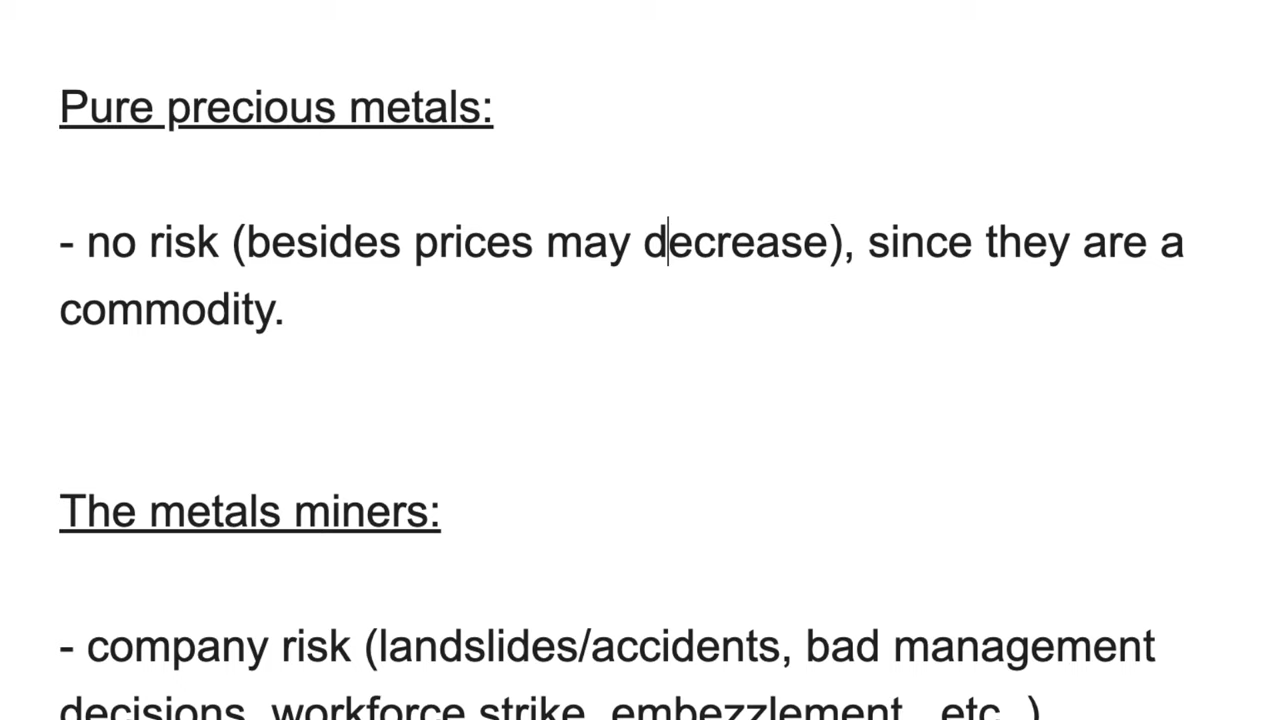 Pure precious metals:
- no risk (besides prices may decrease), since they are a
commodity.
The metals miners:
- company risk (landslides/accidents, bad management
decisions, workforce strike, embezzlement...etc..)